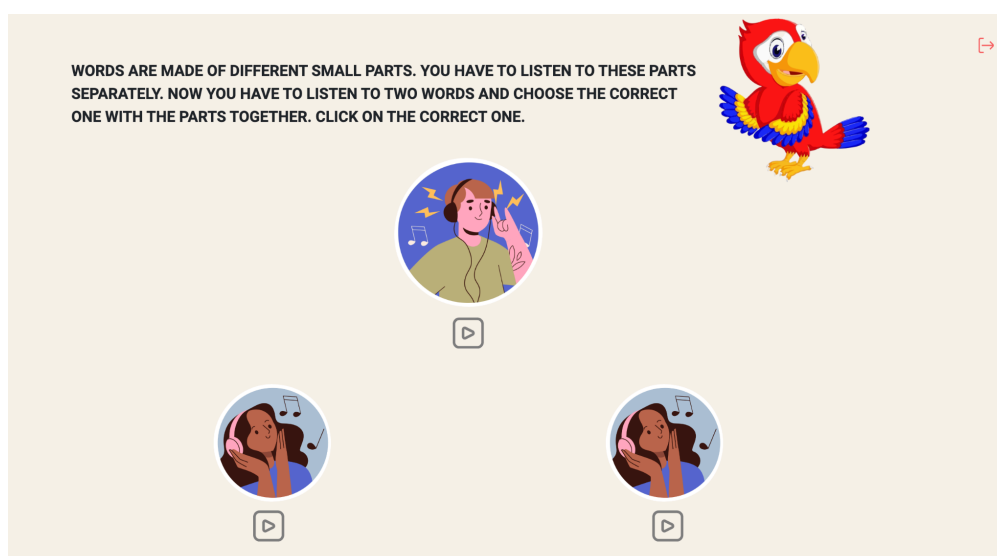 WORDS ARE MADE OF DIFFERENT SMALL PARTS. YOU HAVE TO LISTEN TO THESE PARTS
SEPARATELY. NOW YOU HAVE TO LISTEN TO TWO WORDS AND CHOOSE THE CORRECT
ONE WITH THE PARTS TOGETHER. CLICK ON THE CORRECT ONE.